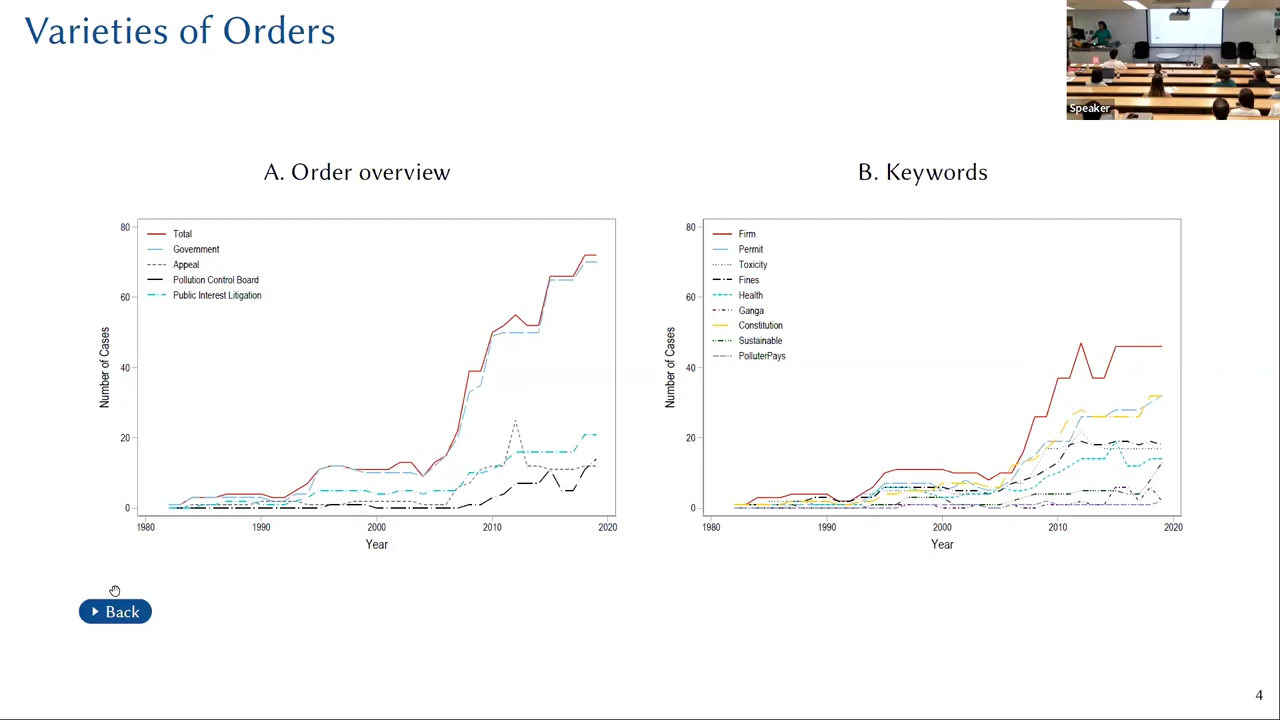 Varieties of Orders
Speaker
A. Order overview
80
60
40
20
0
Number of Cases
Total
Government
Appeal
Pollution Control Board
Public Interest Litigation
1980
1990
2000
2010
2020
Year
B. Keywords
80
60
40
20
0
Number of Cases
Firm
Permit
Toxicity
Fines
Health
Ganga
Constitution
Sustainable
PolluterPays
1980
1990
2000
2010
2020
Year
Back
4